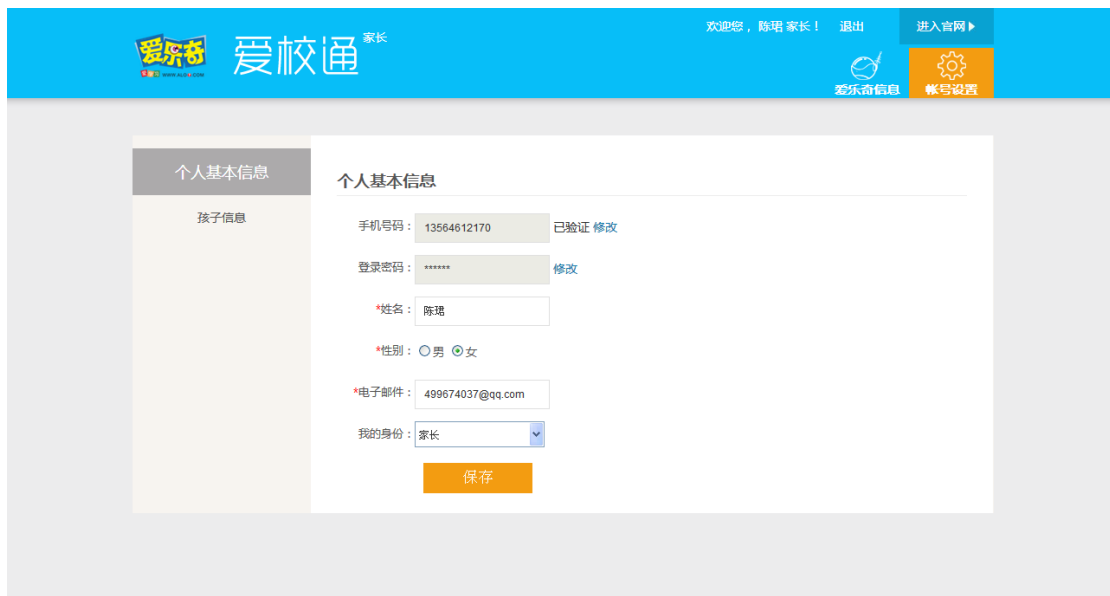 欢迎您，陈珺 家长！ 退出 进入官网
爱乐奇
WWW.ALO7.COM
爱校通 家长
爱乐奇信息 帐号设置
个人基本信息
孩子信息
个人基本信息
手机号码： 13564612170 已验证 修改
登录密码： ****** 修改
*姓名： 陈珺
*性别： 男 女
*电子邮件： 499674037@qq.com
我的身份： 家长
保存